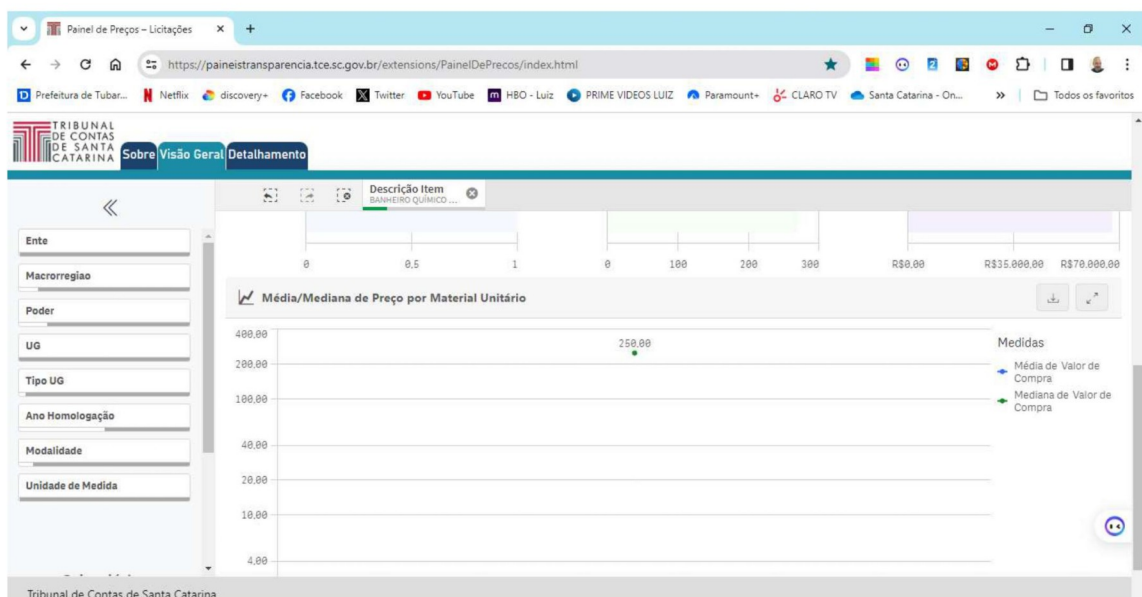 Painel de Preços – Licitações
https://paineistransparencia.tce.sc.gov.br/extensions/PainelDePrecos/index.html
Prefeitura de Tubar... Netflix discovery+ Facebook Twitter YouTube HBO - Luiz PRIME VIDEOS LUIZ Paramount+ CLARO TV Santa Catarina - On... » Todos os favoritos
TRIBUNAL
DE CONTAS
DE SANTA
CATARINA
Sobre Visão Geral Detalhamento
Descrição Item
BANHEIRO QUÍMICO ...
Ente
Macrorregiao
Poder
UG
Tipo UG
Ano Homologação
Modalidade
Unidade de Medida
0 0,5 1 0 100 200 300 R$0,00 R$35.000,00 R$70.000,00
Média/Mediana de Preço por Material Unitário
400,00
200,00
100,00
40,00
20,00
10,00
4,00
250,00
Medidas
Média de Valor de
Compra
Mediana de Valor de
Compra
Tribunal de Contas de Santa Catarina